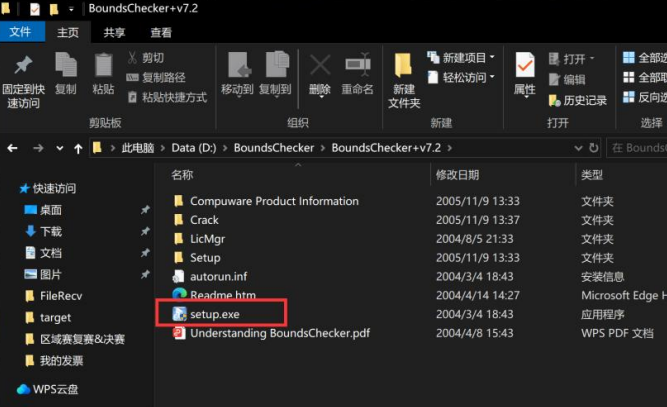 BoundsChecker+v7.2
文件 主页 共享 查看
固定到快速访问 复制 粘贴 剪切 复制路径 粘贴快捷方式 移动到 复制到 删除 重命名 新建文件夹 新建项目 轻松访问 属性 打开 编辑 历史记录 全部选 全部取 反向选
剪贴板 组织 新建 打开 选择
此电脑 > Data (D:) > BoundsChecker > BoundsChecker+v7.2 > 在 Bounds
名称 修改日期 类型
快速访问
桌面
下载
文档
图片
FileRecv
target
区域赛复赛&决赛
我的发票
WPS云盘
Compuware Product Information 2005/11/9 13:33 文件夹
Crack 2005/11/9 13:37 文件夹
LicMgr 2004/8/5 21:33 文件夹
Setup 2005/11/9 13:33 文件夹
autorun.inf 2004/3/4 18:43 安装信息
Readme.htm 2004/4/14 14:27 Microsoft Edge H
setup.exe 2004/3/4 18:43 应用程序
Understanding BoundsChecker.pdf 2004/4/8 15:43 WPS PDF 文档